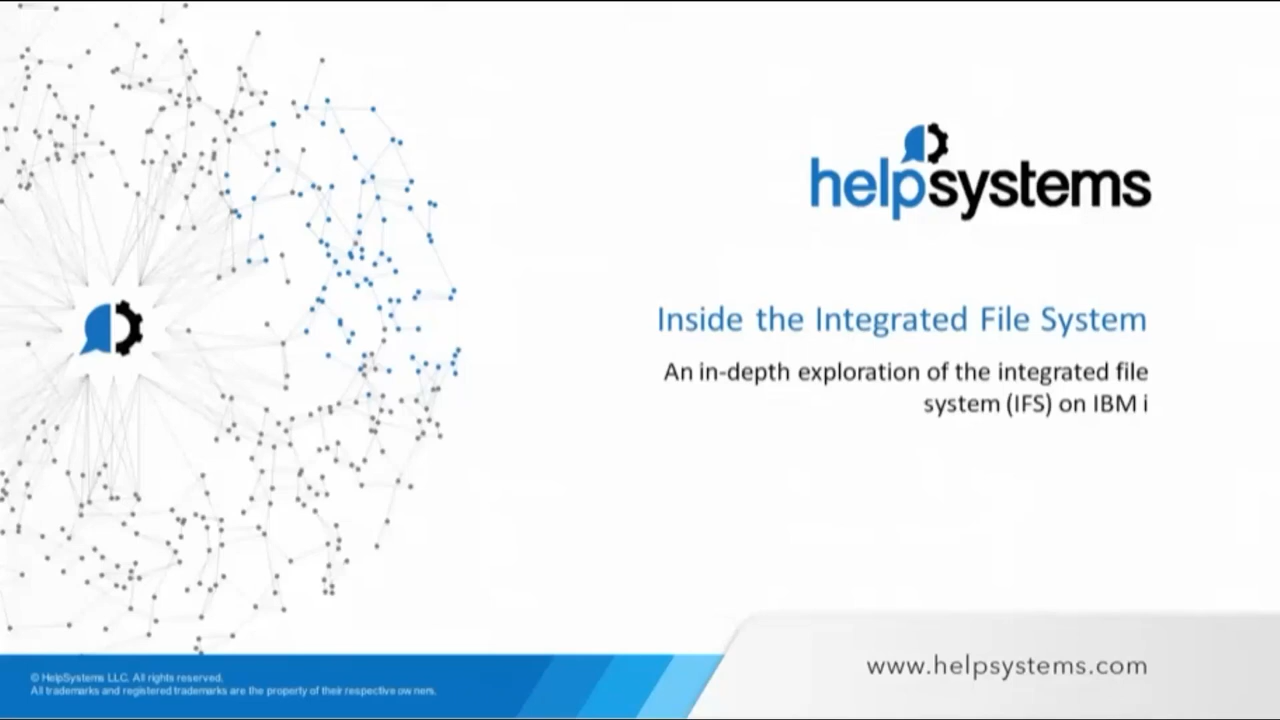 helpsystems
Inside the Integrated File System
An in-depth exploration of the integrated file
system (IFS) on IBM i
www.helpsystems.com
© HelpSystems LLC. All rights reserved.
All trademarks and registered trademarks are the property of their respective owners.